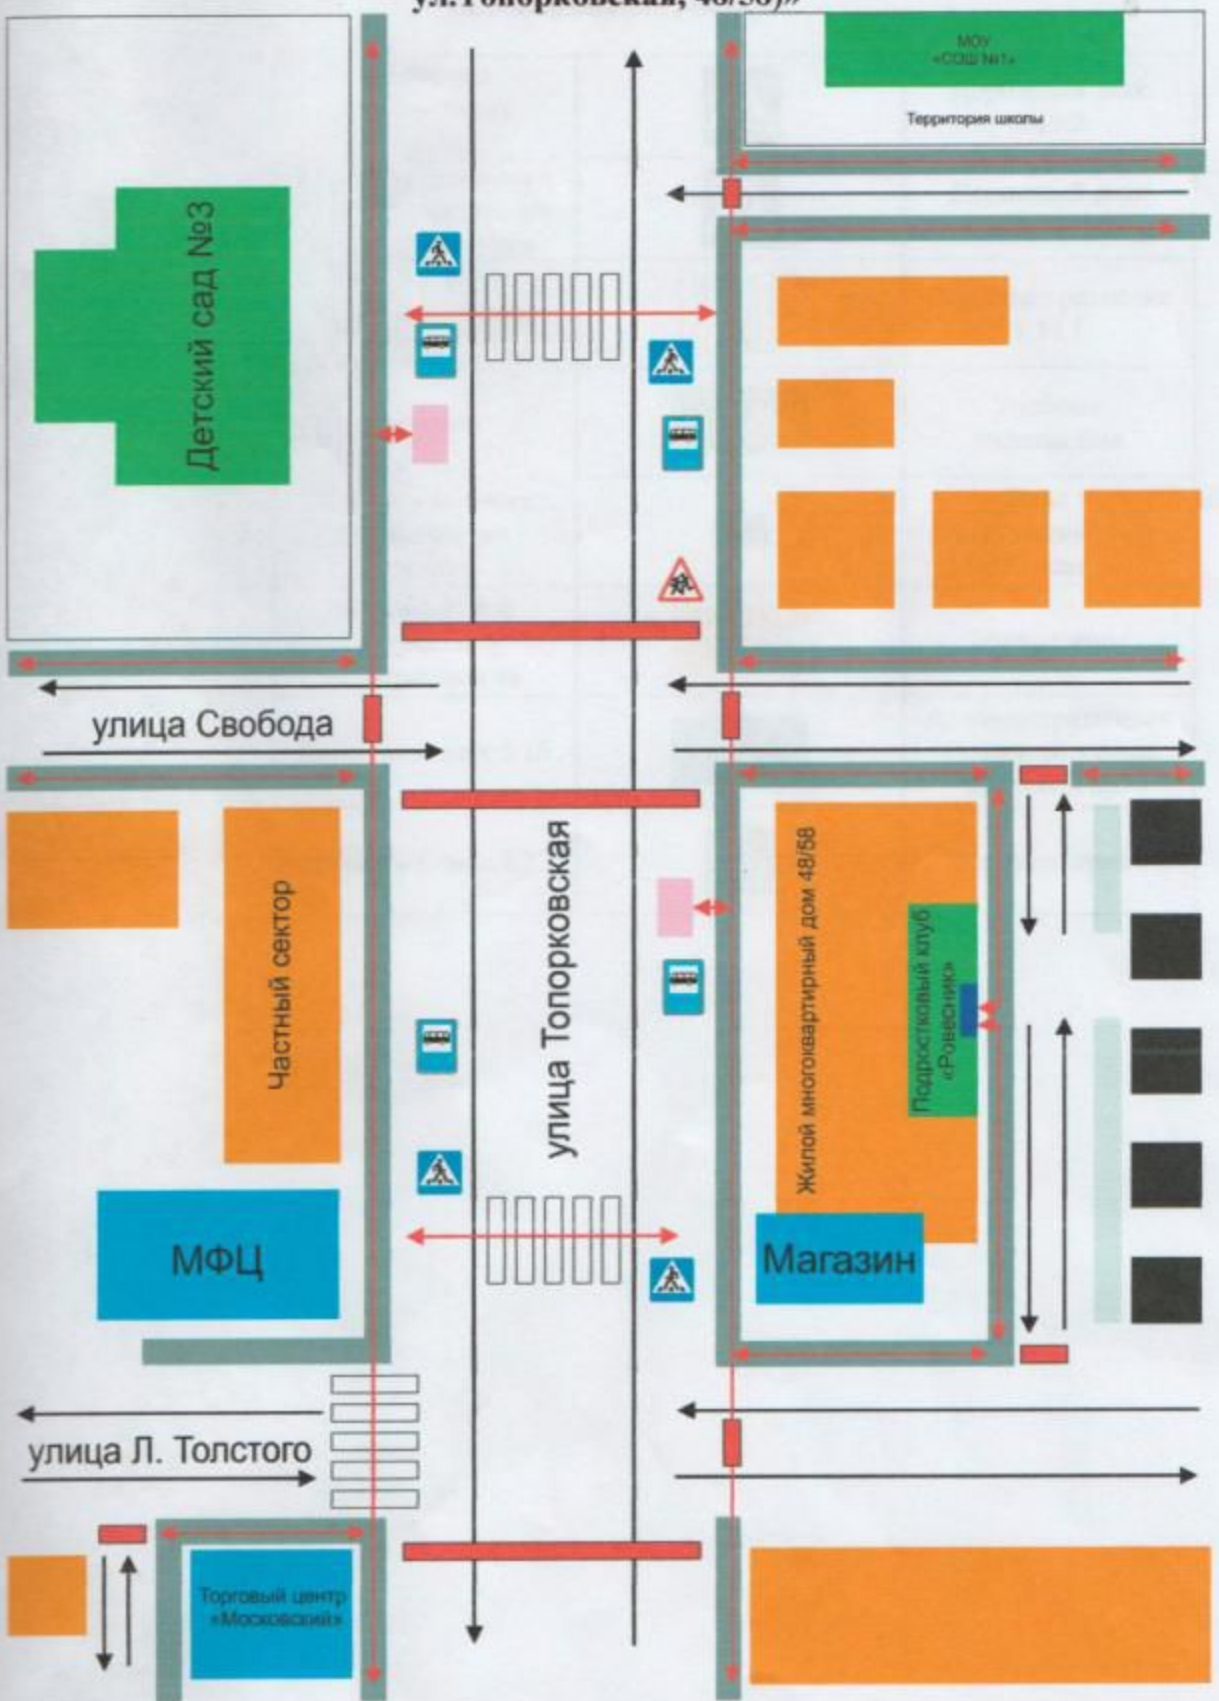 ул.Топорковская, 48/58)»
МОУ
«СОШ №1»
Территория школы
Детский сад №3
улица Свобода
улица Топорковская
Частный сектор
Жилой многоквартирный дом 48/58
Подростковый клуб
«Ровесник»
МФЦ
Магазин
улица Л. Толстого
Торговый центр
«Московский»